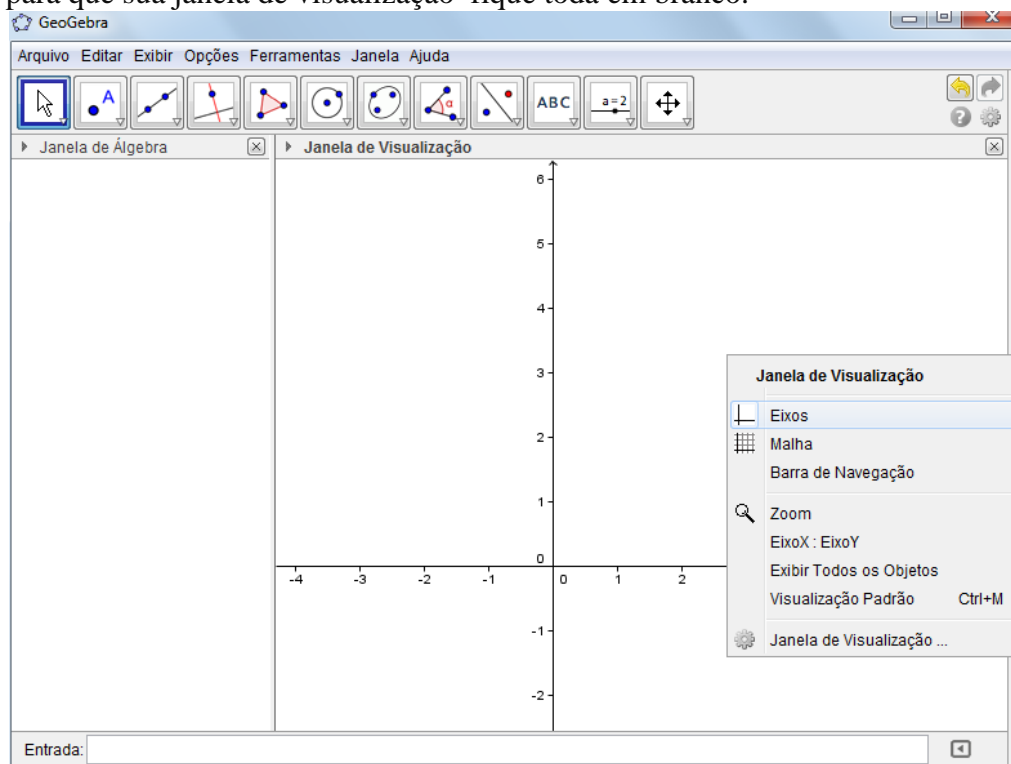 para que sua janela de visualização fique toda em branco.
GeoGebra
Arquivo Editar Exibir Opções Ferramentas Janela Ajuda
A
α
ABC
a=2
Janela de Álgebra
Janela de Visualização
6
5
4
3
2
1
0
-4 -3 -2 -1 0 1 2
-1
-2
Janela de Visualização
Eixos
Malha
Barra de Navegação
Zoom
EixoX : EixoY
Exibir Todos os Objetos
Visualização Padrão Ctrl+M
Janela de Visualização ...
Entrada: